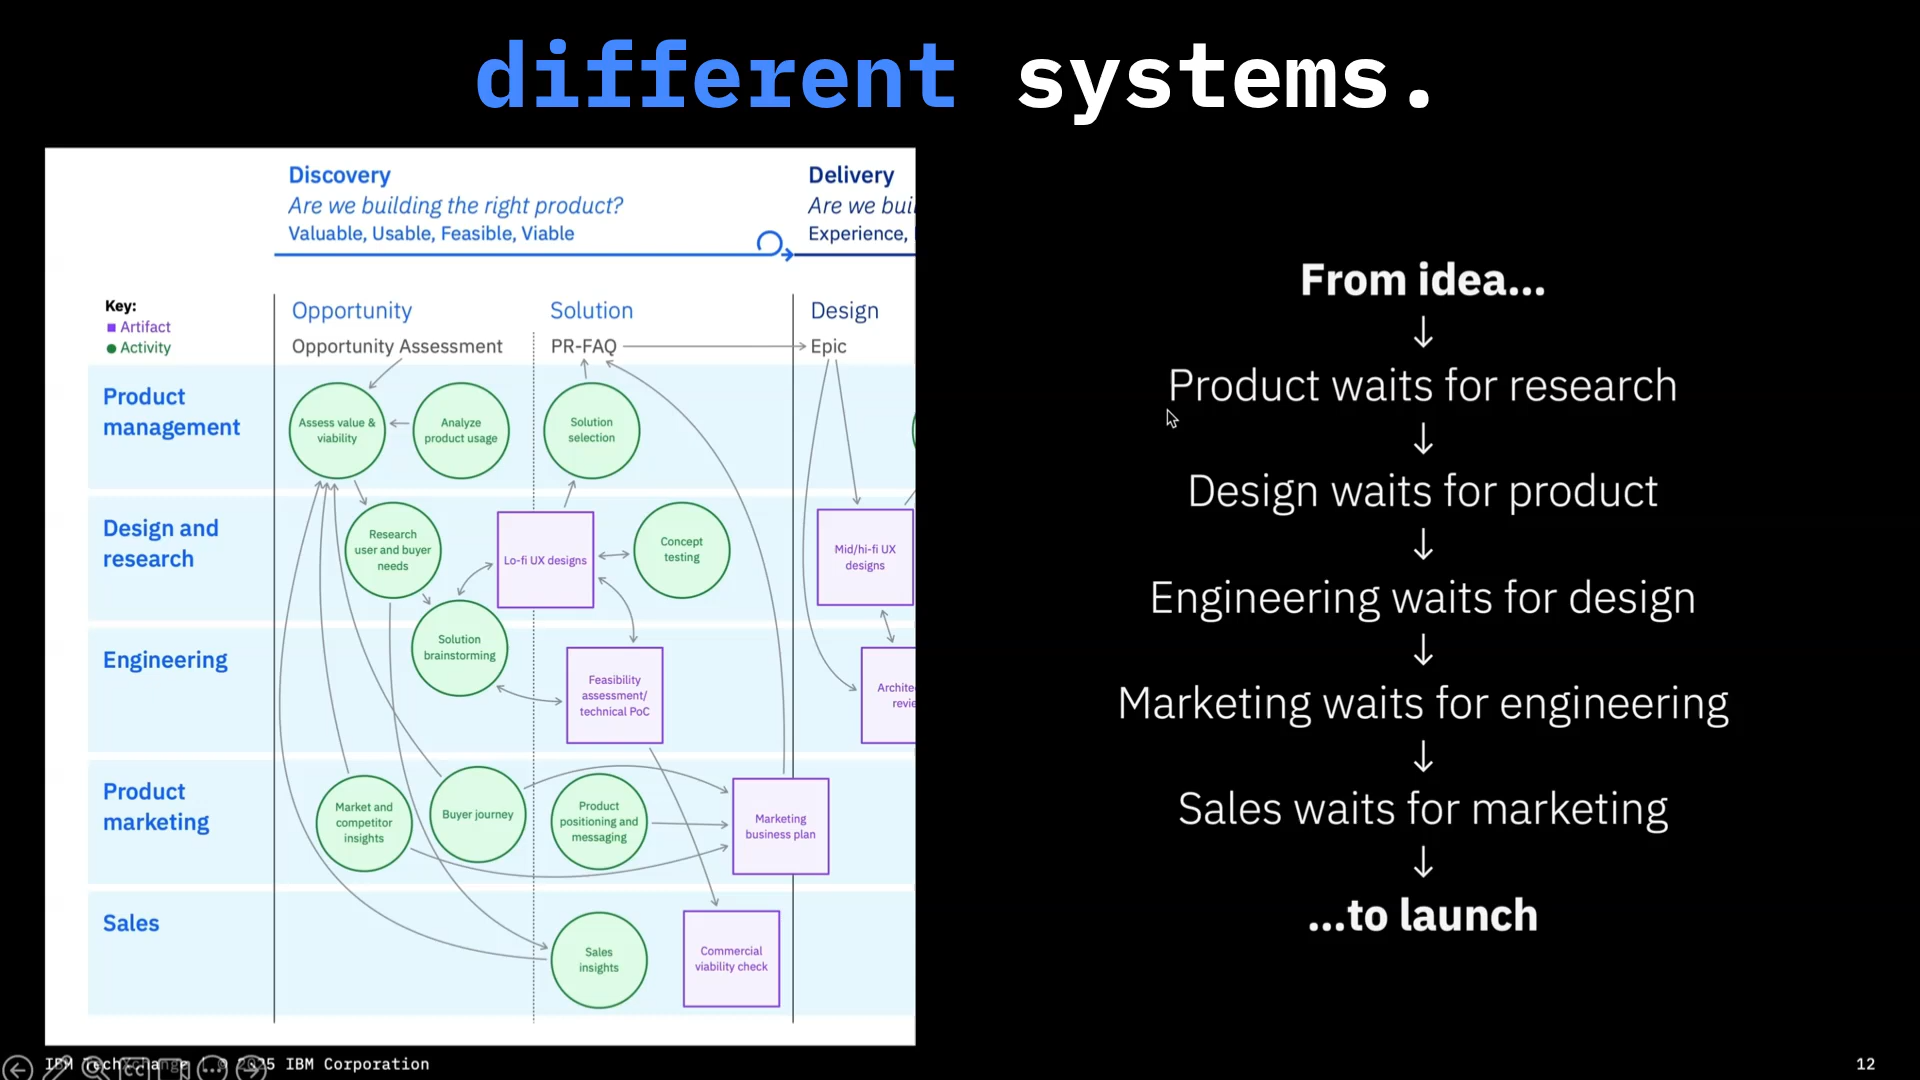 different systems.
Discovery
Are we building the right product?
Valuable, Usable, Feasible, Viable
Delivery
Are we
Experience,
Key:
Artifact
Activity
Opportunity
Opportunity Assessment
Solution
PR-FAQ
Design
Epic
Product
management
Assess value &
viability
Analyze
product usage
Solution
selection
Design and
research
Research
user and buyer
needs
Lo-fi UX designs
Concept
testing
Mid/hi-fi UX
designs
Engineering
Solution
brainstorming
Feasibility
assessment/
technical PoC
Product
marketing
Market and
competitor
insights
Buyer journey
Product
positioning and
messaging
Marketing
business plan
Sales
Sales
insights
Commercial
viability check
From idea...
↓
Product waits for research
↓
Design waits for product
↓
Engineering waits for design
↓
Marketing waits for engineering
↓
Sales waits for marketing
↓
...to launch
IBM TechXchange | © 2025 IBM Corporation
12